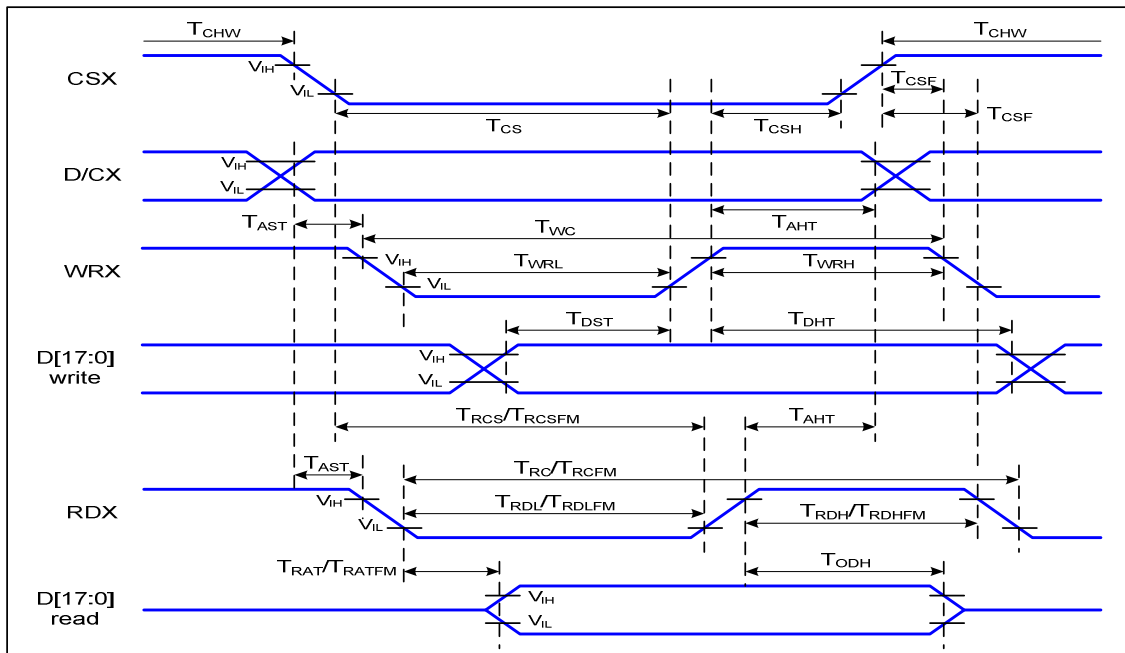 TCHW TCHW
CSX
VIH
VIL
TCSF
TCS TCSH TCSF
D/CX
VIH
VIL
TAST TWC TAHT
WRX
VIH
VIL
TWRL TWRH
TDST TDHT
D[17:0]
write
VIH
VIL
TRCS/TRCSFM TAHT
TAST TRC/TRCFM
RDX
VIH
VIL
TRDL/TRDLFM TRDH/TRDHFM
TRAT/TRATFM TODH
D[17:0]
read
VIH
VIL